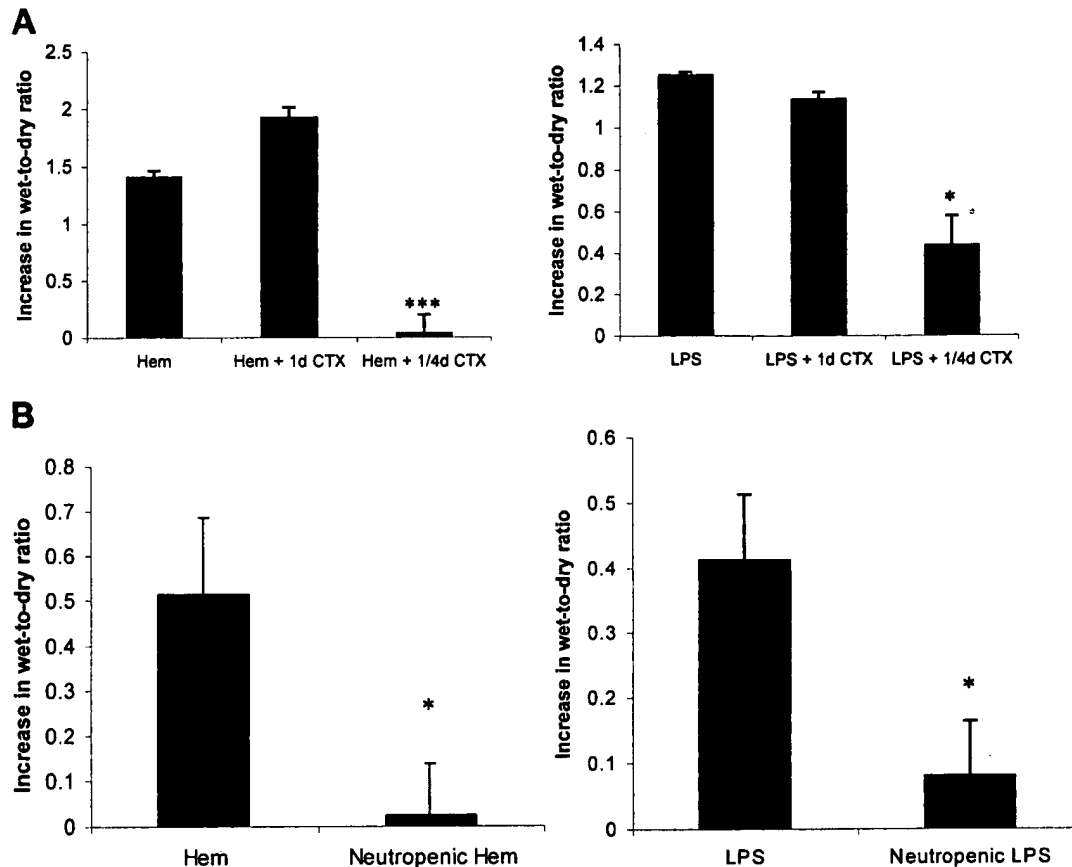 A
Increase in wet-to-dry ratio
2.5
2
1.5
1
0.5
0
***
Hem
Hem + 1d CTX
Hem + 1/4d CTX
Increase in wet-to-dry ratio
1.4
1.2
1
0.8
0.6
0.4
0.2
0
*
LPS
LPS + 1d CTX
LPS + 1/4d CTX
B
Increase in wet-to-dry ratio
0.8
0.7
0.6
0.5
0.4
0.3
0.2
0.1
0
*
Hem
Neutropenic Hem
Increase in wet-to-dry ratio
0.6
0.5
0.4
0.3
0.2
0.1
0
*
LPS
Neutropenic LPS